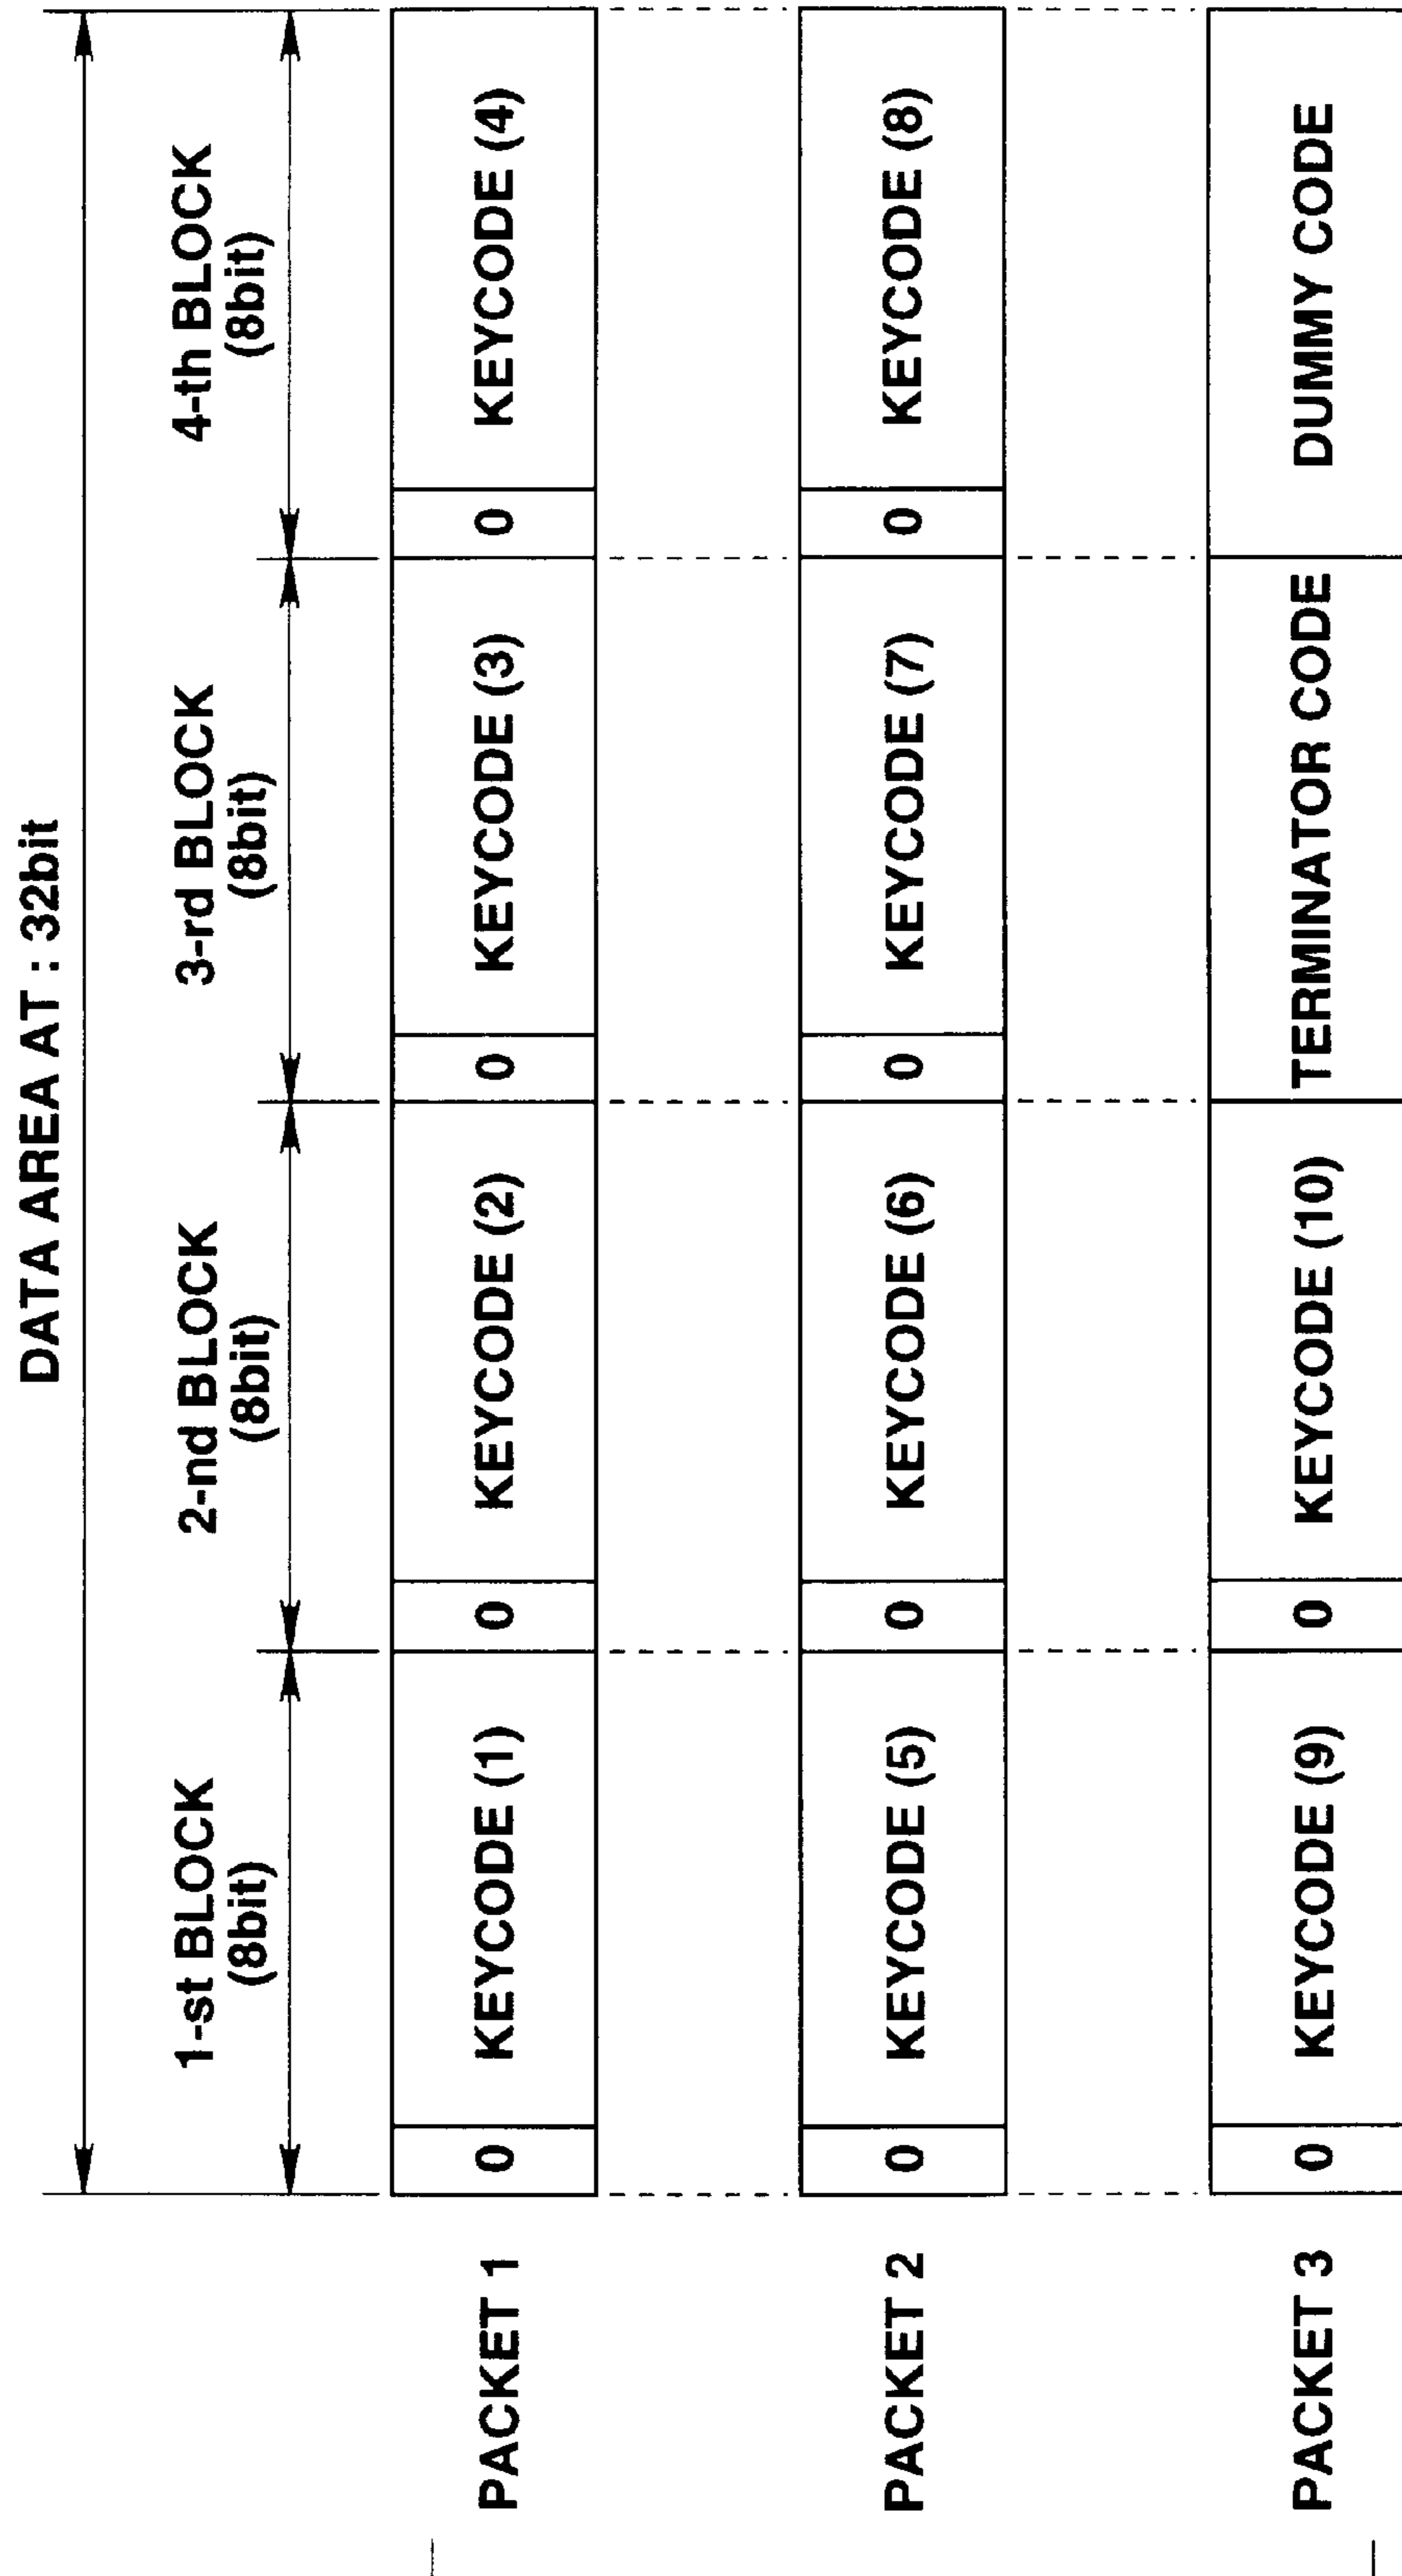 DATA AREA AT : 32bit
1-st BLOCK 2-nd BLOCK 3-rd BLOCK 4-th BLOCK
(8bit) (8bit) (8bit) (8bit)
PACKET 1 0 KEYCODE (1) 0 KEYCODE (2) 0 KEYCODE (3) 0 KEYCODE (4)
PACKET 2 0 KEYCODE (5) 0 KEYCODE (6) 0 KEYCODE (7) 0 KEYCODE (8)
PACKET 3 0 KEYCODE (9) 0 KEYCODE (10) TERMINATOR CODE DUMMY CODE